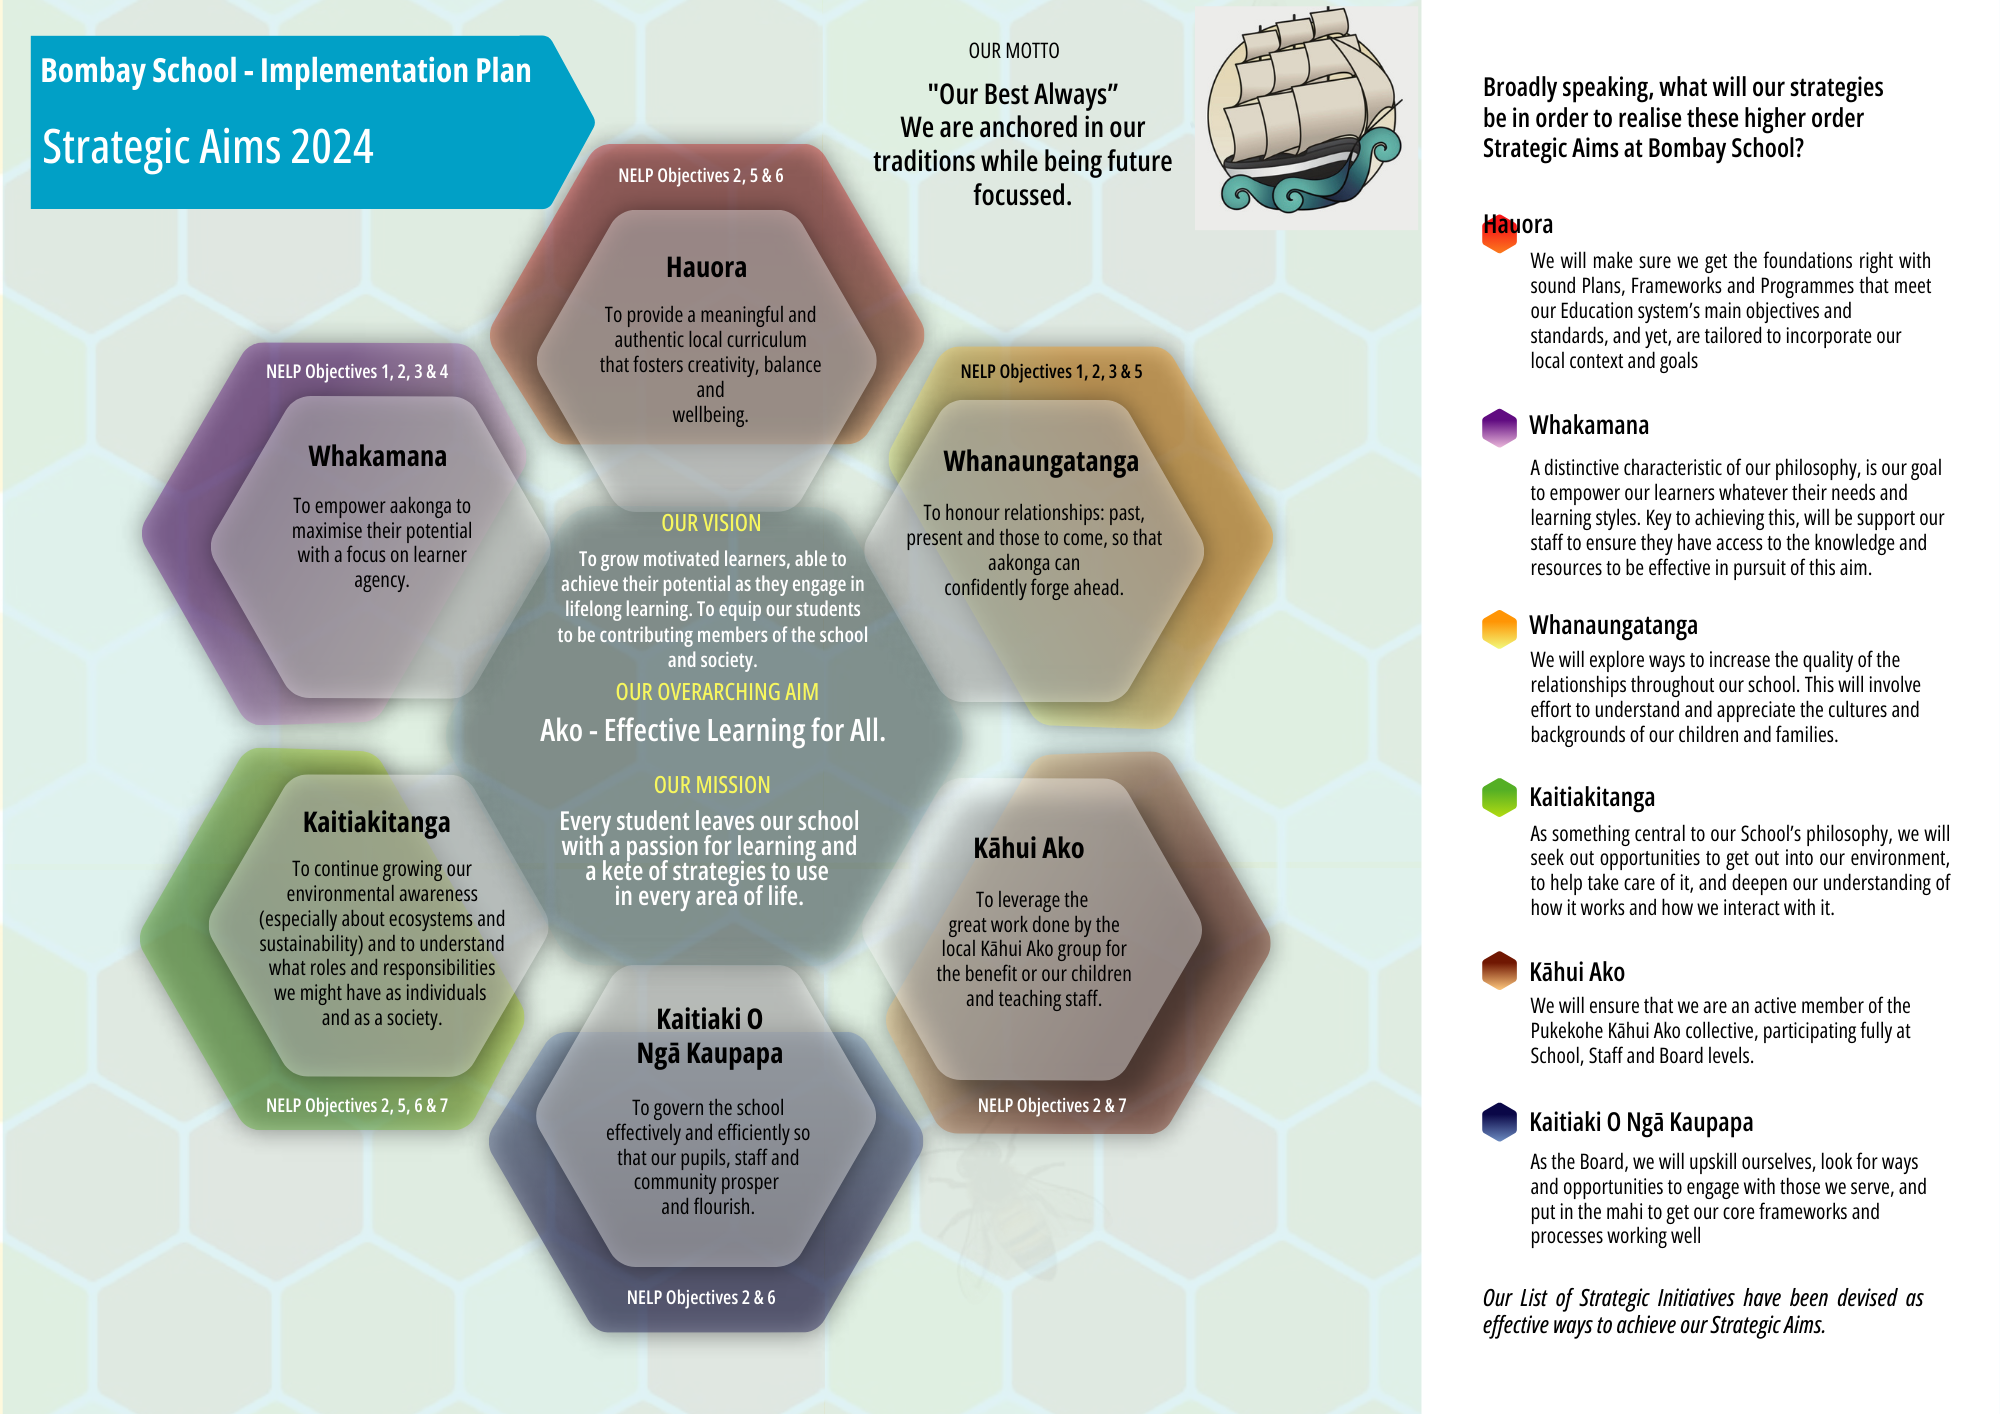 Bombay School - Implementation Plan
Strategic Aims 2024
OUR MOTTO
"Our Best Always”
We are anchored in our
traditions while being future
focussed.
NELP Objectives 2, 5 & 6
Hauora
To provide a meaningful and
authentic local curriculum
that fosters creativity, balance
and
wellbeing.
NELP Objectives 1, 2, 3 & 4
Whakamana
To empower aakonga to
maximise their potential
with a focus on learner
agency.
NELP Objectives 1, 2, 3 & 5
Whanaungatanga
To honour relationships: past,
present and those to come, so that
aakonga can
confidently forge ahead.
OUR VISION
To grow motivated learners, able to
achieve their potential as they engage in
lifelong learning. To equip our students
to be contributing members of the school
and society.
OUR OVERARCHING AIM
Ako - Effective Learning for All.
OUR MISSION
Every student leaves our school
with a passion for learning and
a kete of strategies to use
in every area of life.
Kaitiakitanga
To continue growing our
environmental awareness
(especially about ecosystems and
sustainability) and to understand
what roles and responsibilities
we might have as individuals
and as a society.
NELP Objectives 2, 5, 6 & 7
Kāhui Ako
To leverage the
great work done by the
local Kāhui Ako group for
the benefit or our children
and teaching staff.
NELP Objectives 2 & 7
Kaitiaki O
Ngā Kaupapa
To govern the school
effectively and efficiently so
that our pupils, staff and
community prosper
and flourish.
NELP Objectives 2 & 6
Broadly speaking, what will our strategies
be in order to realise these higher order
Strategic Aims at Bombay School?
Hauora
We will make sure we get the foundations right with
sound Plans, Frameworks and Programmes that meet
our Education system’s main objectives and
standards, and yet, are tailored to incorporate our
local context and goals
Whakamana
A distinctive characteristic of our philosophy, is our goal
to empower our learners whatever their needs and
learning styles. Key to achieving this, will be support our
staff to ensure they have access to the knowledge and
resources to be effective in pursuit of this aim.
Whanaungatanga
We will explore ways to increase the quality of the
relationships throughout our school. This will involve
effort to understand and appreciate the cultures and
backgrounds of our children and families.
Kaitiakitanga
As something central to our School’s philosophy, we will
seek out opportunities to get out into our environment,
to help take care of it, and deepen our understanding of
how it works and how we interact with it.
Kāhui Ako
We will ensure that we are an active member of the
Pukekohe Kāhui Ako collective, participating fully at
School, Staff and Board levels.
Kaitiaki O Ngā Kaupapa
As the Board, we will upskill ourselves, look for ways
and opportunities to engage with those we serve, and
put in the mahi to get our core frameworks and
processes working well
Our List of Strategic Initiatives have been devised as
effective ways to achieve our Strategic Aims.